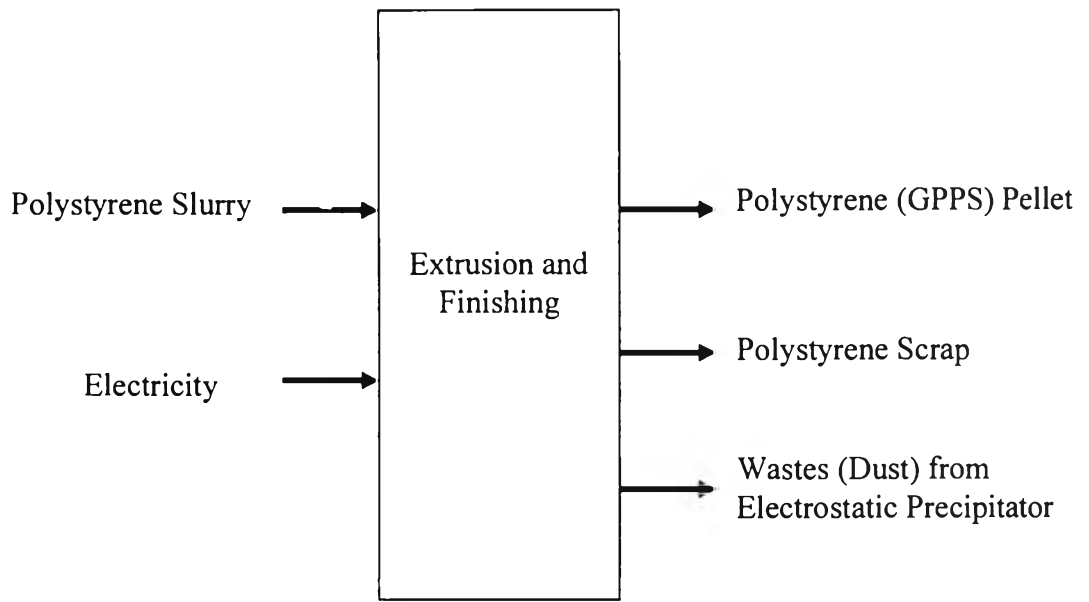 Polystyrene Slurry
Electricity
Extrusion and
Finishing
Polystyrene (GPPS) Pellet
Polystyrene Scrap
Wastes (Dust) from
Electrostatic Precipitator